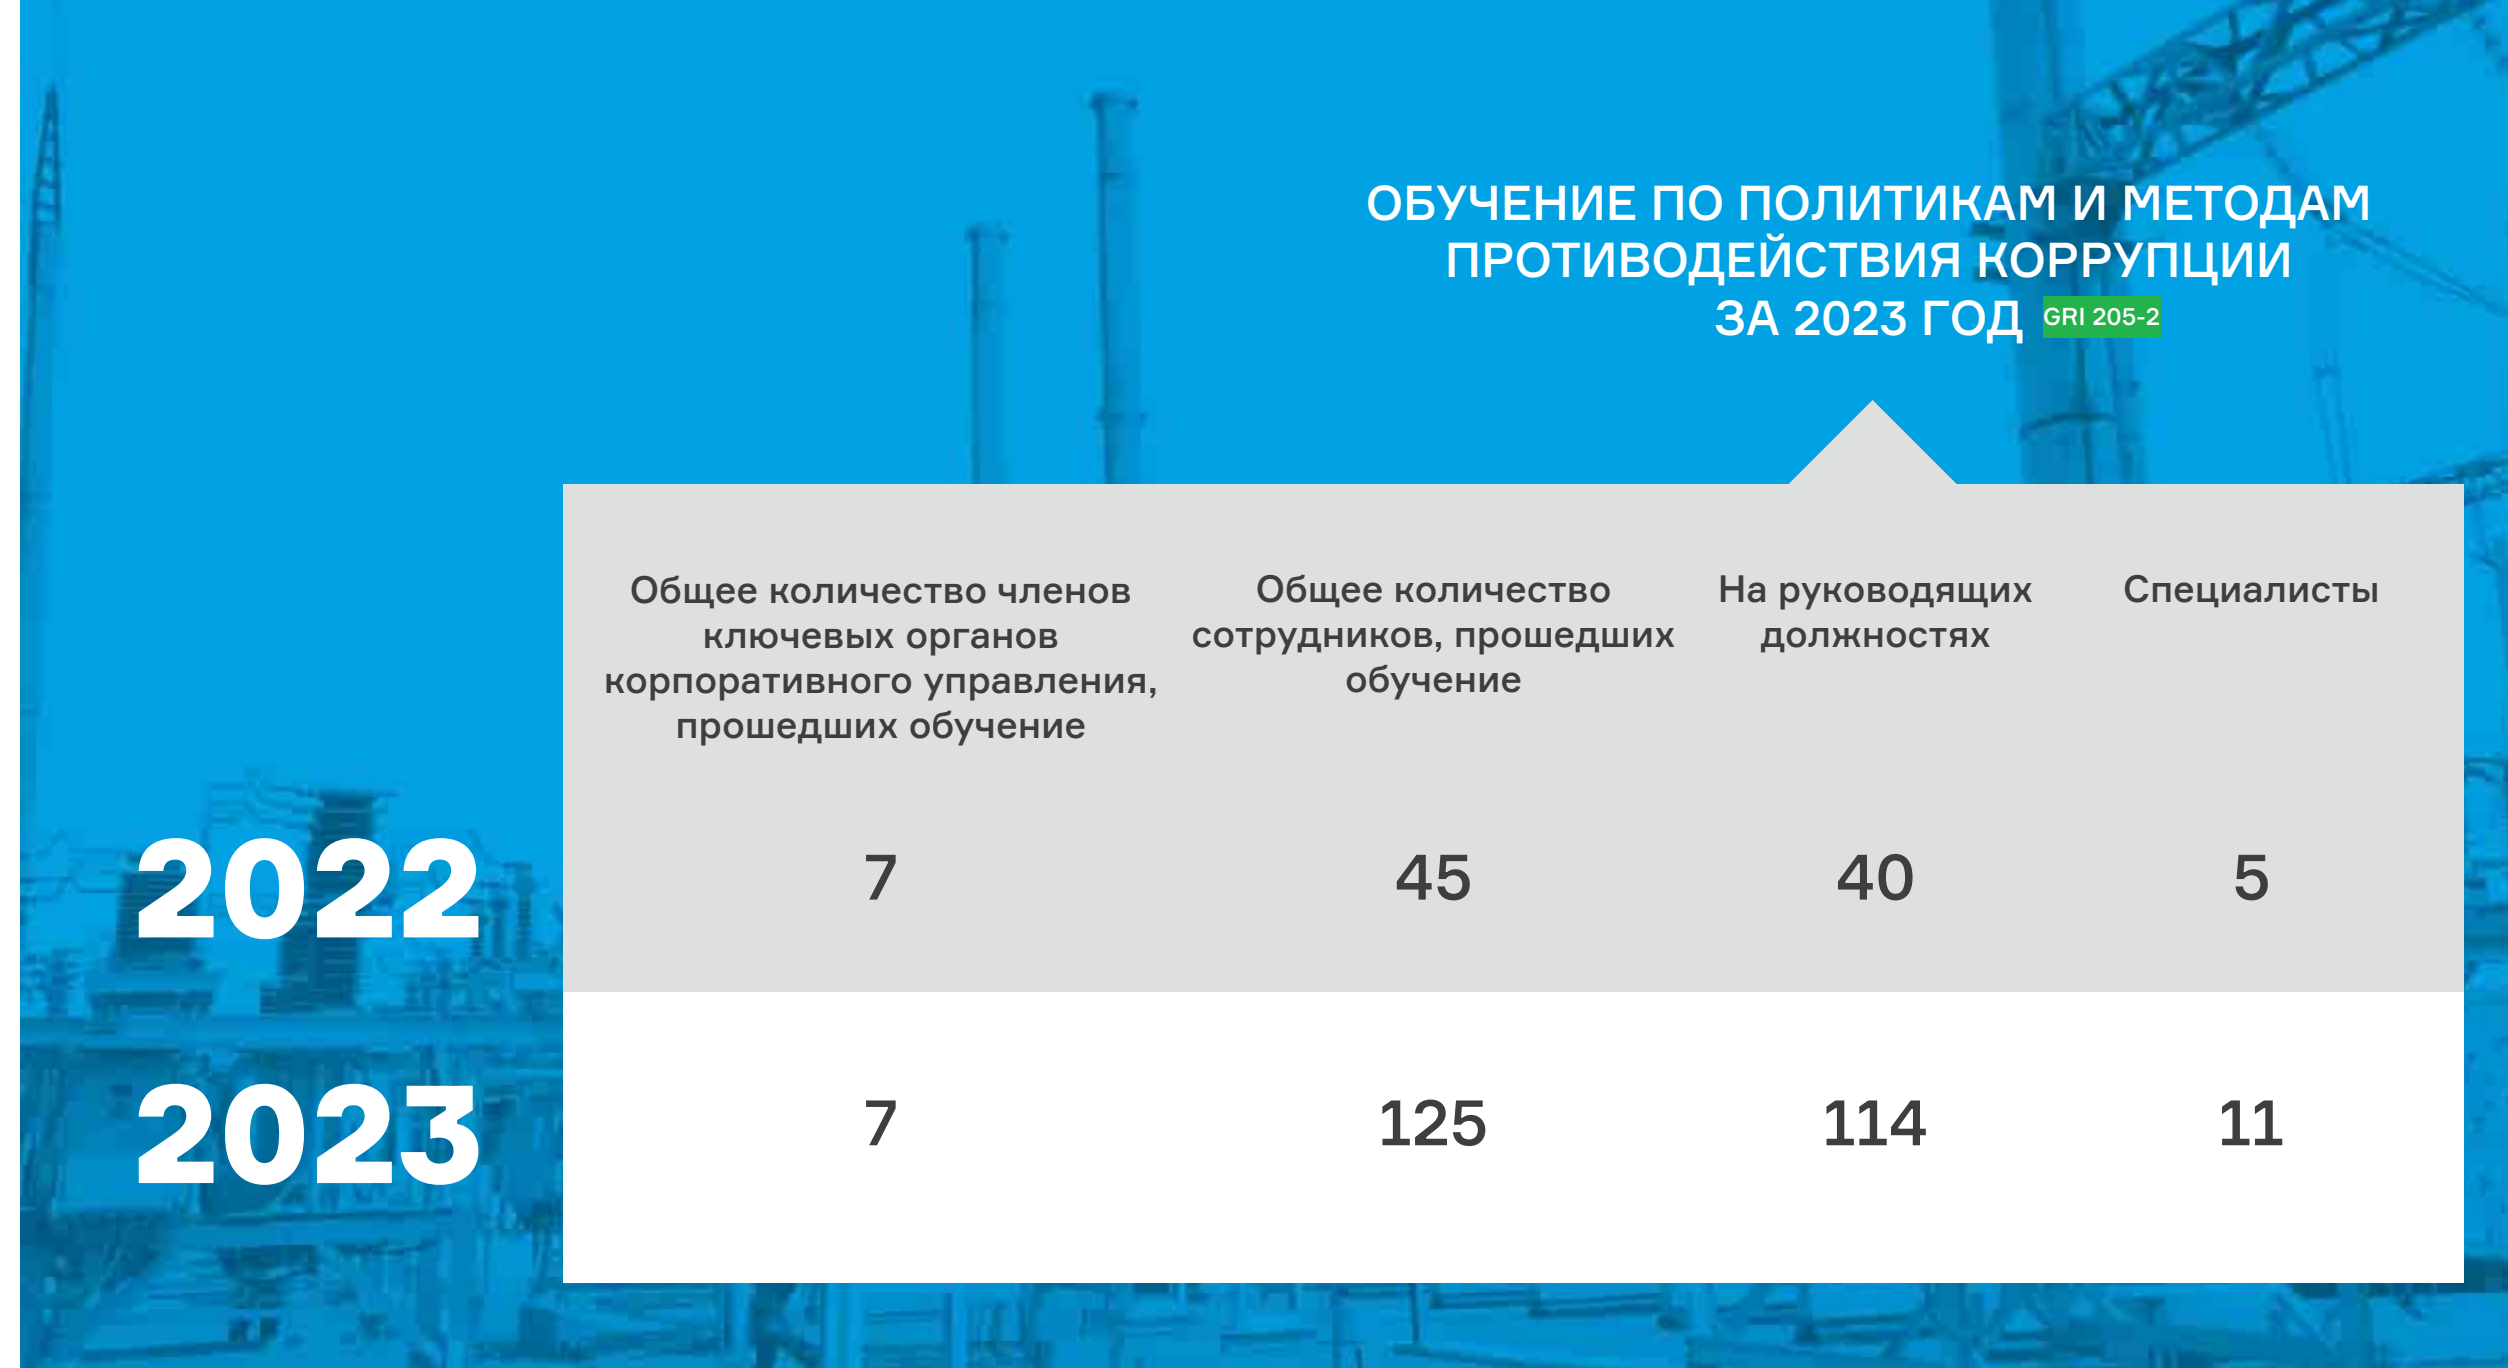 ОБУЧЕНИЕ ПО ПОЛИТИКАМ И МЕТОДАМ
ПРОТИВОДЕЙСТВИЯ КОРРУПЦИИ
ЗА 2023 ГОД GRI 205-2
Общее количество членов
ключевых органов
корпоративного управления,
прошедших обучение
Общее количество
сотрудников, прошедших
обучение
На руководящих
должностях
Специалисты
2022 7 45 40 5
2023 7 125 114 11